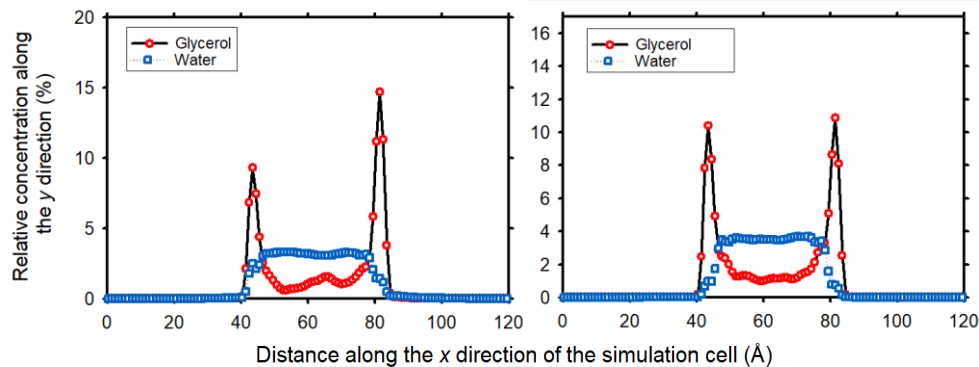 Relative concentration along
the y direction (%)
20
15
10
5
0
Glycerol
Water
0 20 40 60 80 100 120
16
14
12
10
8
6
4
2
0
Glycerol
Water
0 20 40 60 80 100 120
Distance along the x direction of the simulation cell (Å)